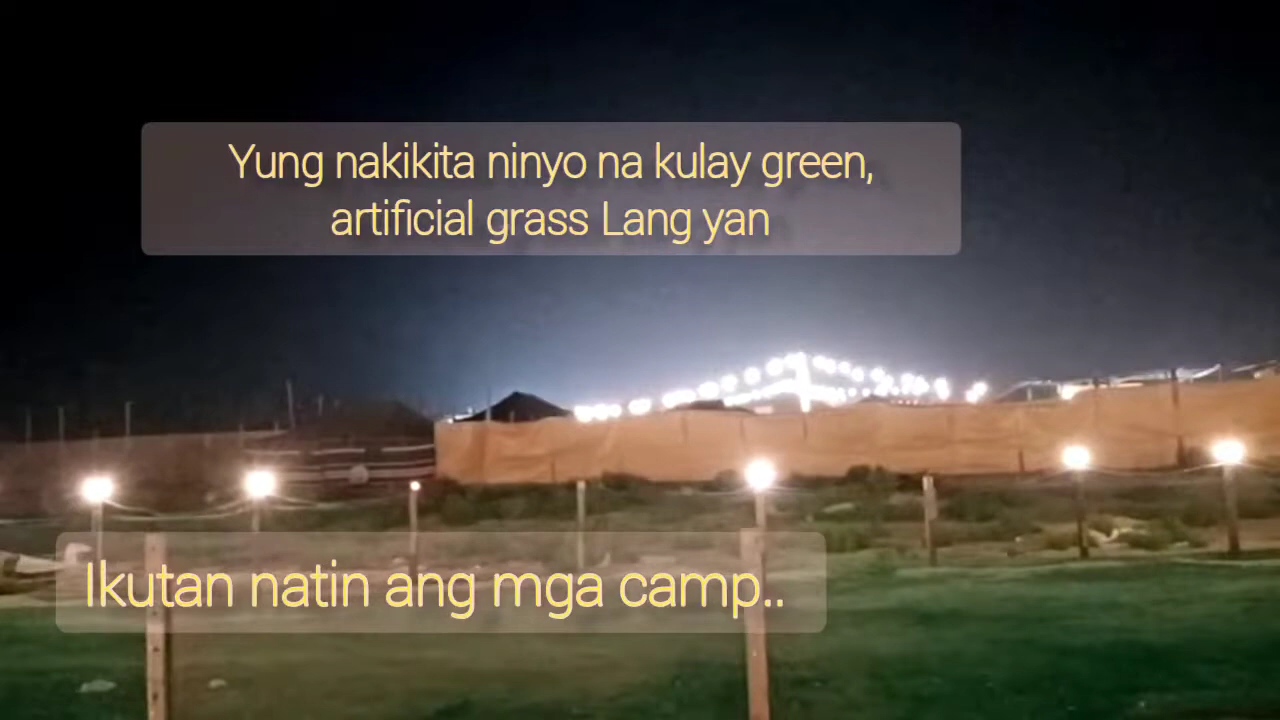 Yung nakikita ninyo na kulay green,
artificial grass Lang yan
Ikutan natin ang mga camp..